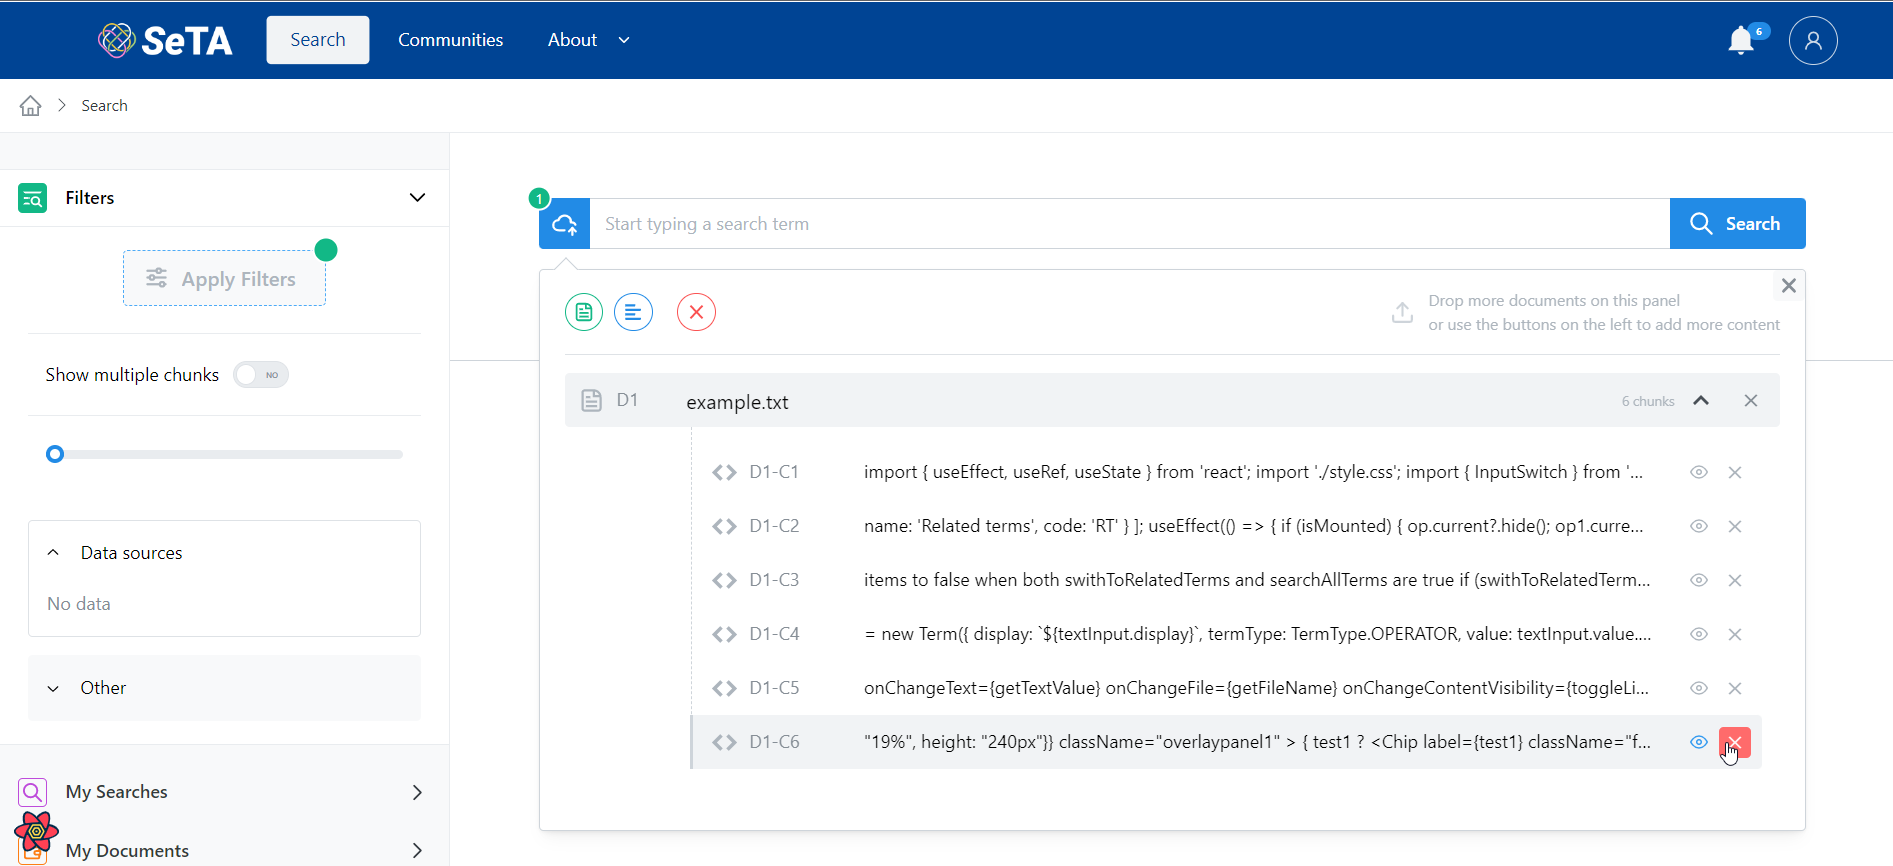 SeTA
Search
Communities
About
6
Search
Filters
Apply Filters
Show multiple chunks
NO
Data sources
No data
Other
My Searches
My Documents
1
Start typing a search term
Search
Drop more documents on this panel
or use the buttons on the left to add more content
D1 example.txt 6 chunks
D1-C1 import { useEffect, useRef, useState } from 'react'; import './style.css'; import { InputSwitch } from '...
D1-C2 name: 'Related terms', code: 'RT' } ]; useEffect(() => { if (isMounted) { op.current?.hide(); op1.curre...
D1-C3 items to false when both swithToRelatedTerms and searchAllTerms are true if (swithToRelatedTerm...
D1-C4 = new Term({ display: `${textInput.display}`, termType: TermType.OPERATOR, value: textInput.value....
D1-C5 onChangeText={getTextValue} onChangeFile={getFileName} onChangeContentVisibility={toggleLi...
D1-C6 "19%", height: "240px"}} className="overlaypanel1" > { test1 ? <Chip label={test1} className="f...